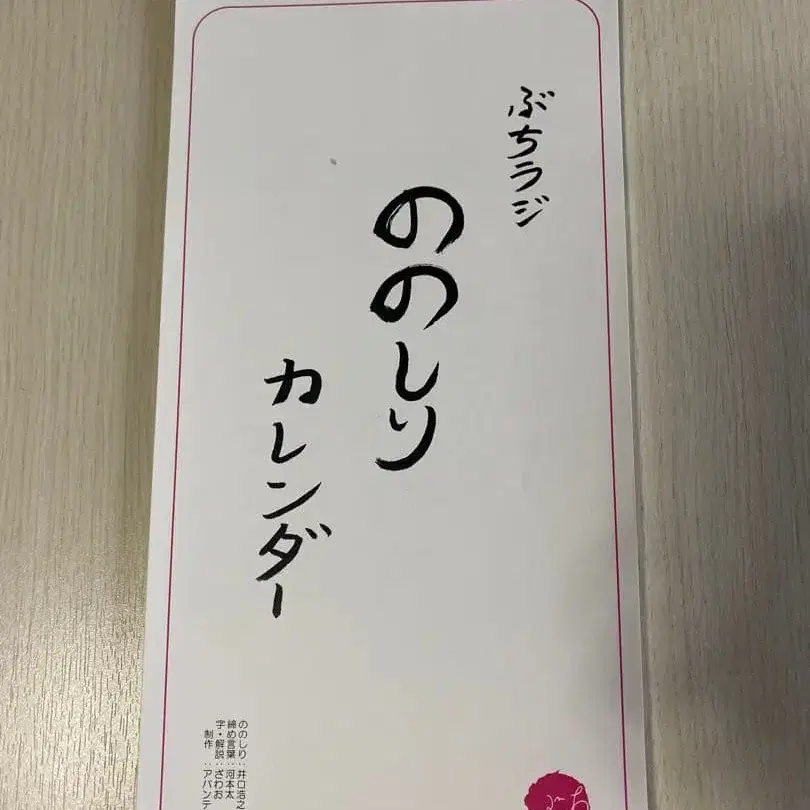 ぶちラジ
ののしり
カレンダー
ののしり：井口浩之
締め言葉：河本太
字・解説：ざわお
制作：アバンテ